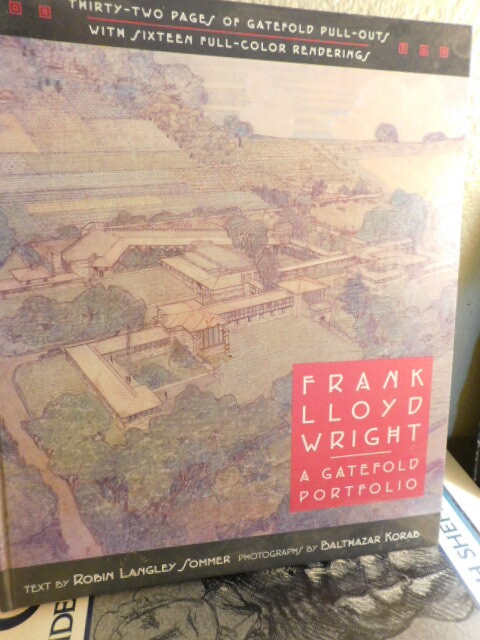 THIRTY-TWO PAGES OF GATEFOLD PULL-OUTS
WITH SIXTEEN FULL-COLOR RENDERINGS
FRANK
LLOYD
WRIGHT
A GATEFOLD
PORTFOLIO
TEXT BY ROBIN LANGLEY SOMMER PHOTOGRAPHS BY BALTHAZAR KORAB